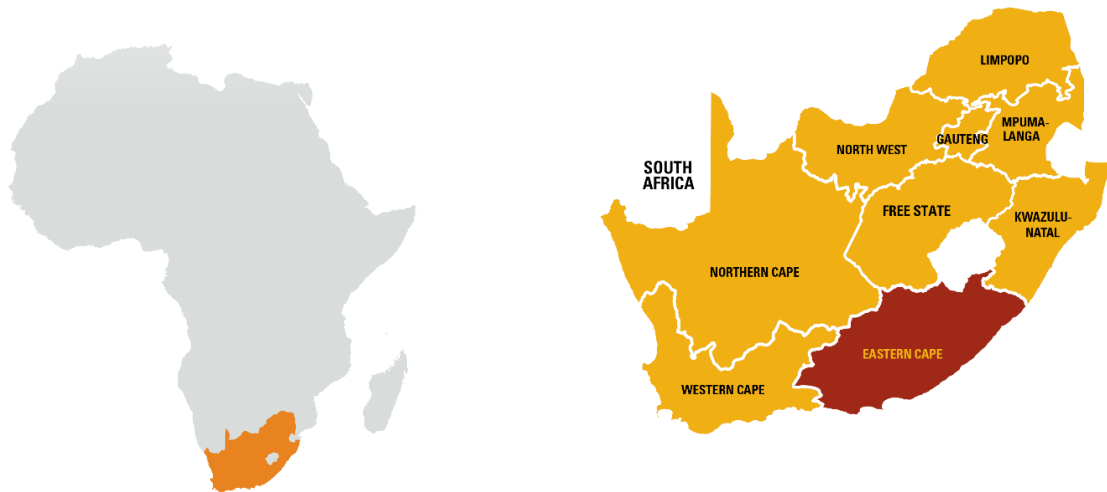 LIMPOPO
MPUMA-
LANGA
GAUTENG
NORTH WEST
SOUTH
AFRICA
FREE STATE
KWAZULU-
NATAL
NORTHERN CAPE
EASTERN CAPE
WESTERN CAPE